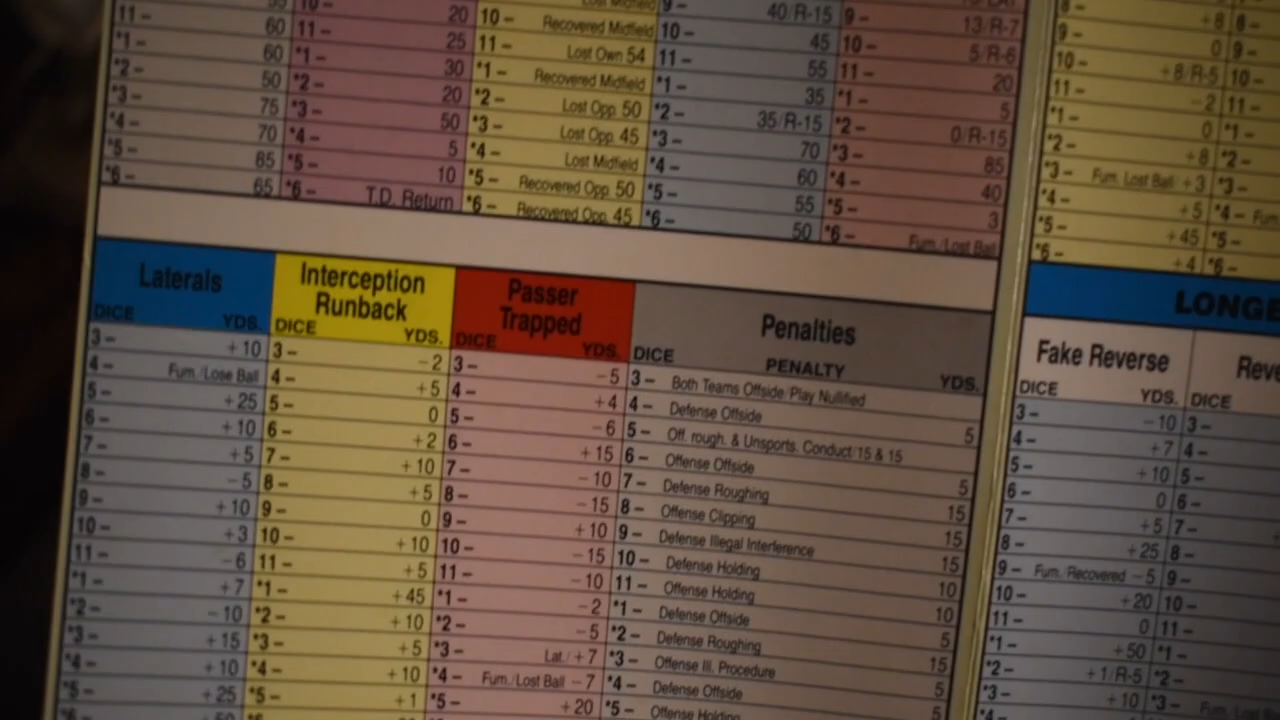 11 – 60
*1 – 60
*2 – 50
*3 – 75
*4 – 70
*5 – 85
*6 – 65
10 – 20
11 – 25
*1 – 30
*2 – 20
*3 – 50
*4 – 5
*5 – 10
*6 – T.D. Return
Lost Midfield
10 – Recovered Midfield
11 – Lost Own 54
*1 – Recovered Midfield
*2 – Lost Opp. 50
*3 – Lost Opp. 45
*4 – Lost Midfield
*5 – Recovered Opp. 50
*6 – Recovered Opp. 45
9 – 40/R-15
10 – 45
11 – 55
*1 – 35
*2 – 35/R-15
*3 – 70
*4 – 60
*5 – 55
*6 – 50
9 – 13/R-7
10 – 5/R-6
11 – 20
*1 – 5
*2 – 0/R-15
*3 – 85
*4 – 40
*5 – 3
*6 – Fum./Lost Ball
8 – +8
9 – 0
10 – +8/R-5
11 – -2
*1 – 0
*2 – +8
*3 – Fum. Lost Ball +3
*4 – +5
*5 – +45
*6 – +4
8 –
9 –
10 –
11 –
*1 –
*2 –
*3 –
*4 – Fum
*5 –
*6 –
Laterals
DICE YDS.
3 – +10
4 – Fum./Lose Ball
5 – +25
6 – +10
7 – +5
8 – -5
9 – +10
10 – +3
11 – -6
*1 – +7
*2 – -10
*3 – +15
*4 – +10
*5 – +25
*6 –
Interception
Runback
DICE YDS.
3 – -2
4 – +5
5 – 0
6 – +2
7 – +10
8 – +5
9 – 0
10 – +10
11 – +5
*1 – +45
*2 – +10
*3 – +5
*4 – +10
*5 – +1
Passer
Trapped
DICE YDS.
3 – -5
4 – +4
5 – -6
6 – +15
7 – -10
8 – -15
9 – +10
10 – -15
11 – -10
*1 – -2
*2 – -5
*3 – Lat./+7
*4 – Fum./Lost Ball -7
*5 – +20
Penalties
DICE PENALTY YDS.
3 – Both Teams Offside/Play Nullified
4 – Defense Offside 5
5 – Off. rough. & Unsports. Conduct/15 & 15
6 – Offense Offside 5
7 – Defense Roughing 15
8 – Offense Clipping 15
9 – Defense Illegal Interference 15
10 – Defense Holding 10
11 – Offense Holding 10
*1 – Defense Offside 5
*2 – Defense Roughing 15
*3 – Offense Ill. Procedure 5
*4 – Defense Offside 5
*5 – Offense Holding
LONGE
Fake Reverse
DICE YDS.
3 – -10
4 – +7
5 – +10
6 – 0
7 – +5
8 – +25
9 – Fum./Recovered -5
10 – +20
11 – 0
*1 – +50
*2 – +1/R-5
*3 – +10
*4 –
Reve
DICE
3 –
4 –
5 –
6 –
7 –
8 –
9 –
10 –
11 –
*1 –
*2 –
*3 –